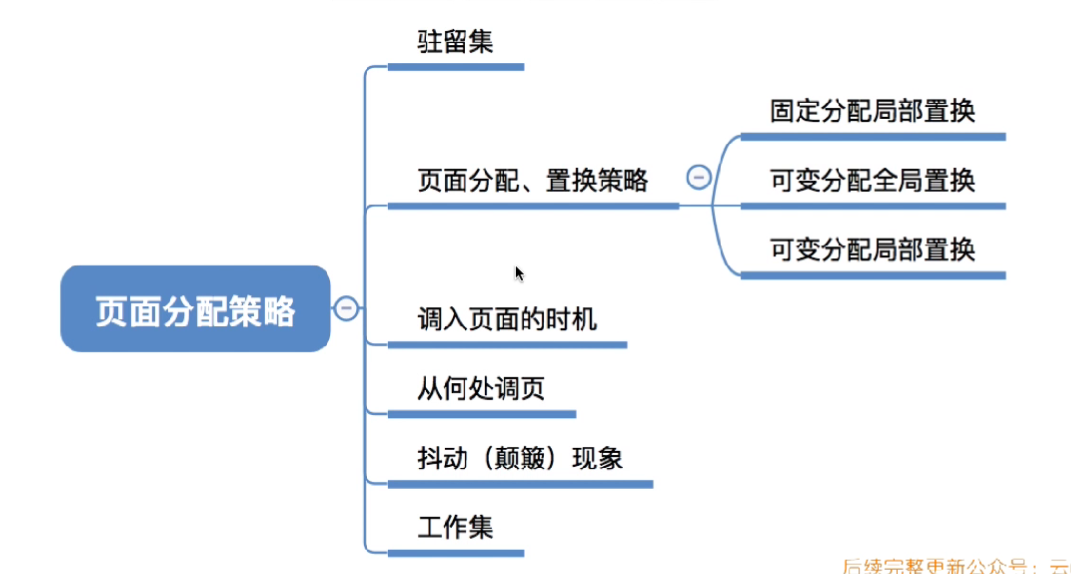 驻留集
固定分配局部置换
页面分配、置换策略
可变分配全局置换
可变分配局部置换
页面分配策略
调入页面的时机
从何处调页
抖动（颠簸）现象
工作集
后续完整更新公众号：云